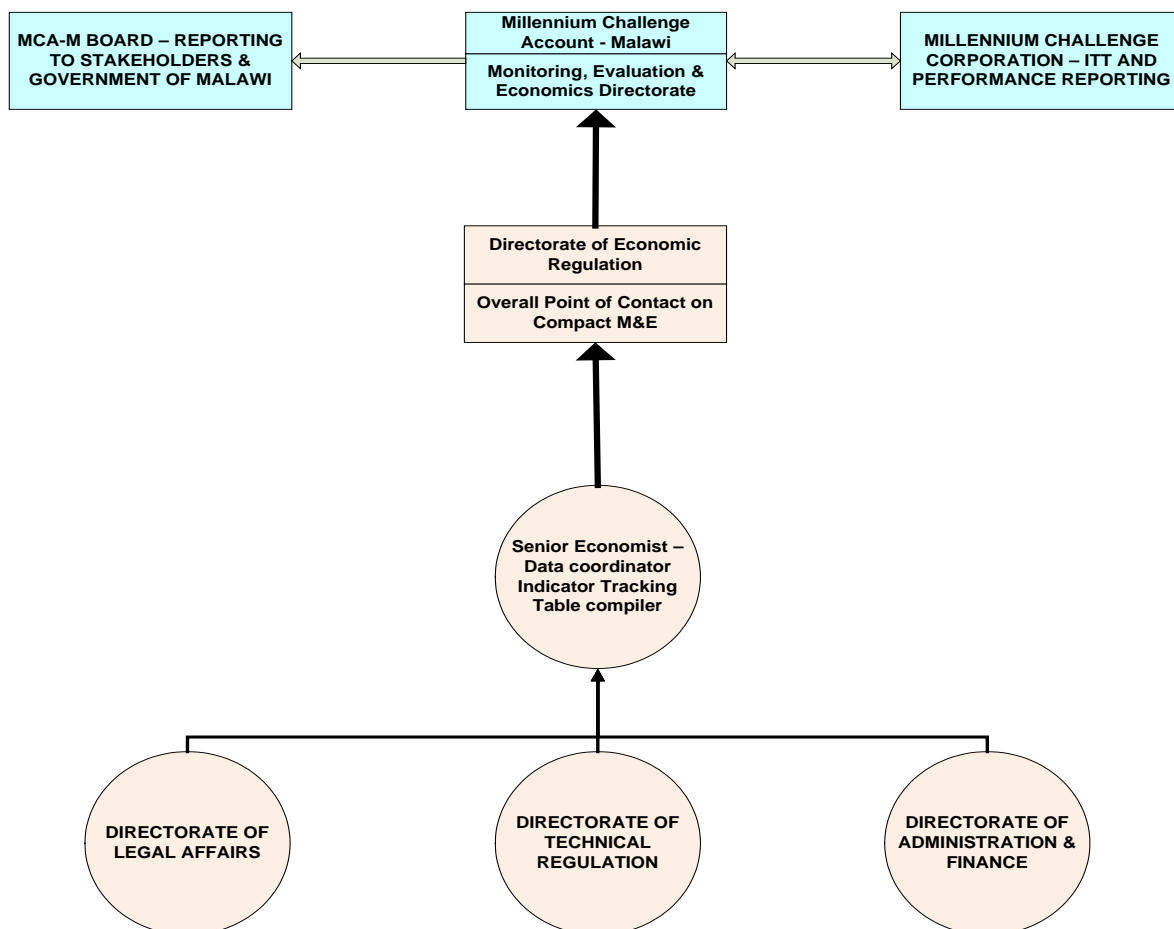 MCA-M BOARD – REPORTING
TO STAKEHOLDERS &
GOVERNMENT OF MALAWI
Millennium Challenge
Account - Malawi
Monitoring, Evaluation &
Economics Directorate
MILLENNIUM CHALLENGE
CORPORATION – ITT AND
PERFORMANCE REPORTING
Directorate of Economic
Regulation
Overall Point of Contact on
Compact M&E
Senior Economist –
Data coordinator
Indicator Tracking
Table compiler
DIRECTORATE OF
LEGAL AFFAIRS
DIRECTORATE OF
TECHNICAL
REGULATION
DIRECTORATE OF
ADMINISTRATION &
FINANCE